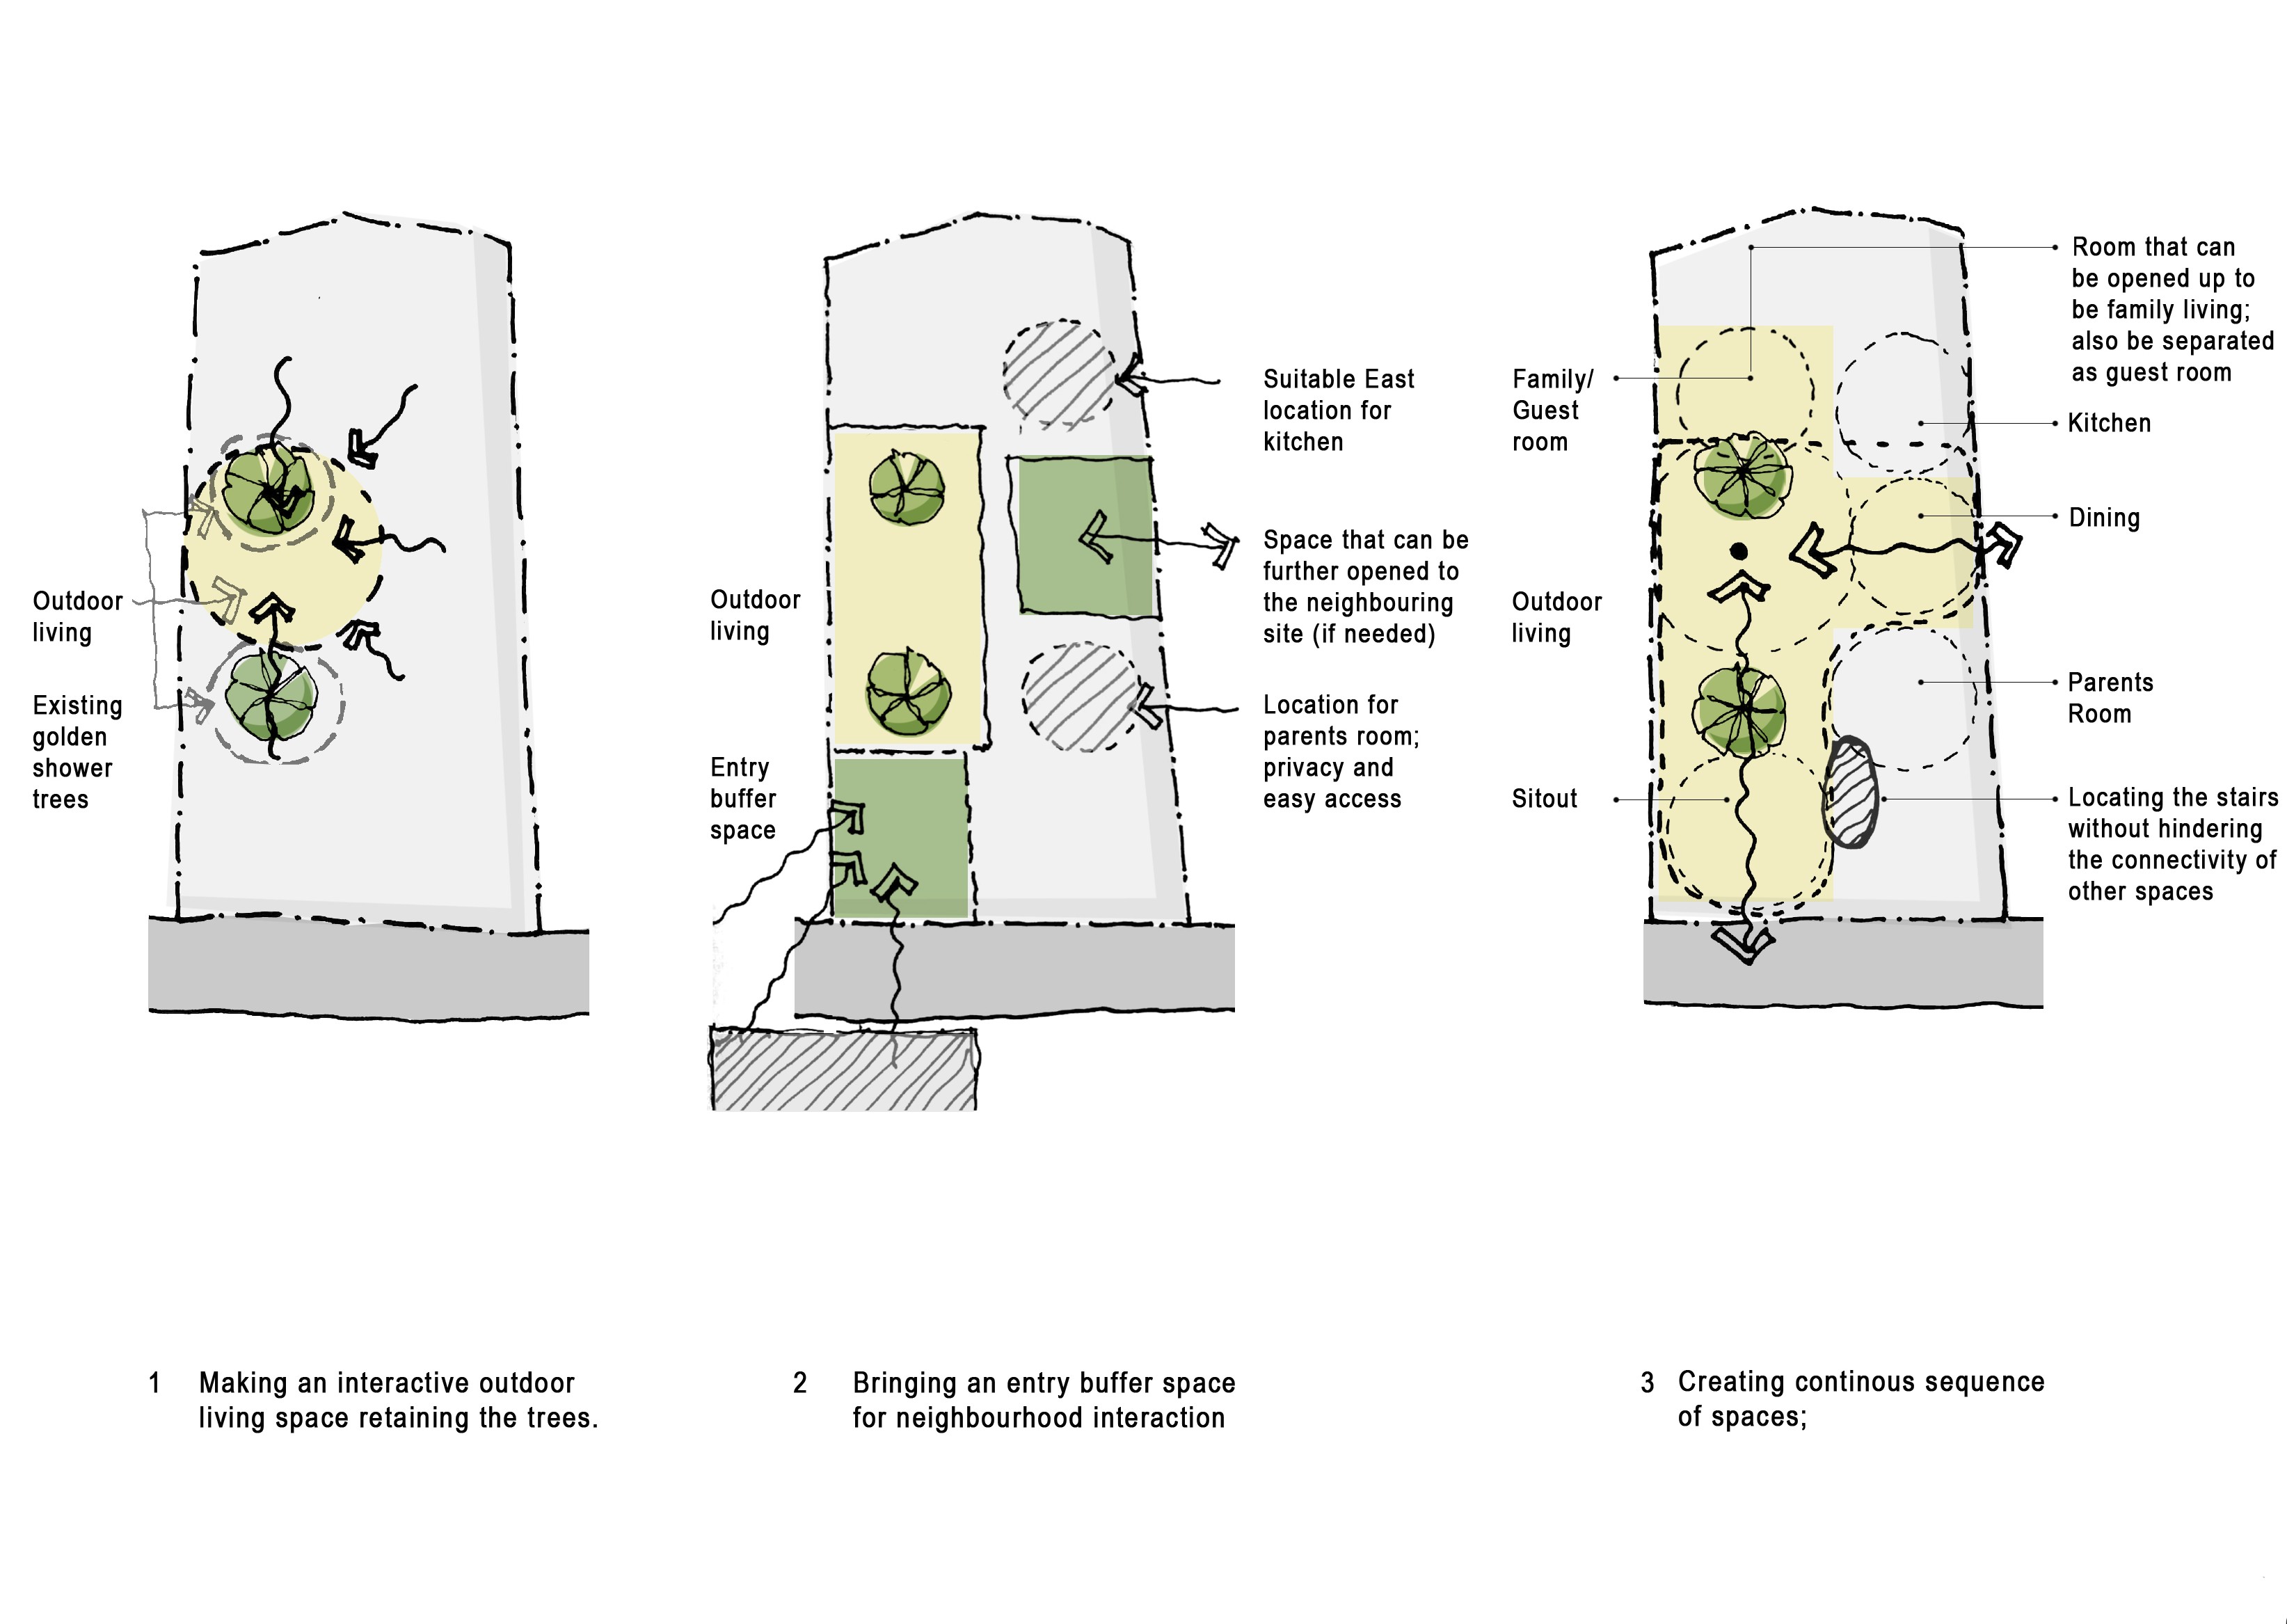 Outdoor
living
Existing
golden
shower
trees
1 Making an interactive outdoor
living space retaining the trees.
Outdoor
living
Entry
buffer
space
Suitable East
location for
kitchen
Space that can be
further opened to
the neighbouring
site (if needed)
Location for
parents room;
privacy and
easy access
2 Bringing an entry buffer space
for neighbourhood interaction
Family/
Guest
room
Outdoor
living
Sitout
Room that can
be opened up to
be family living;
also be separated
as guest room
Kitchen
Dining
Parents
Room
Locating the stairs
without hindering
the connectivity of
other spaces
3 Creating continous sequence
of spaces;